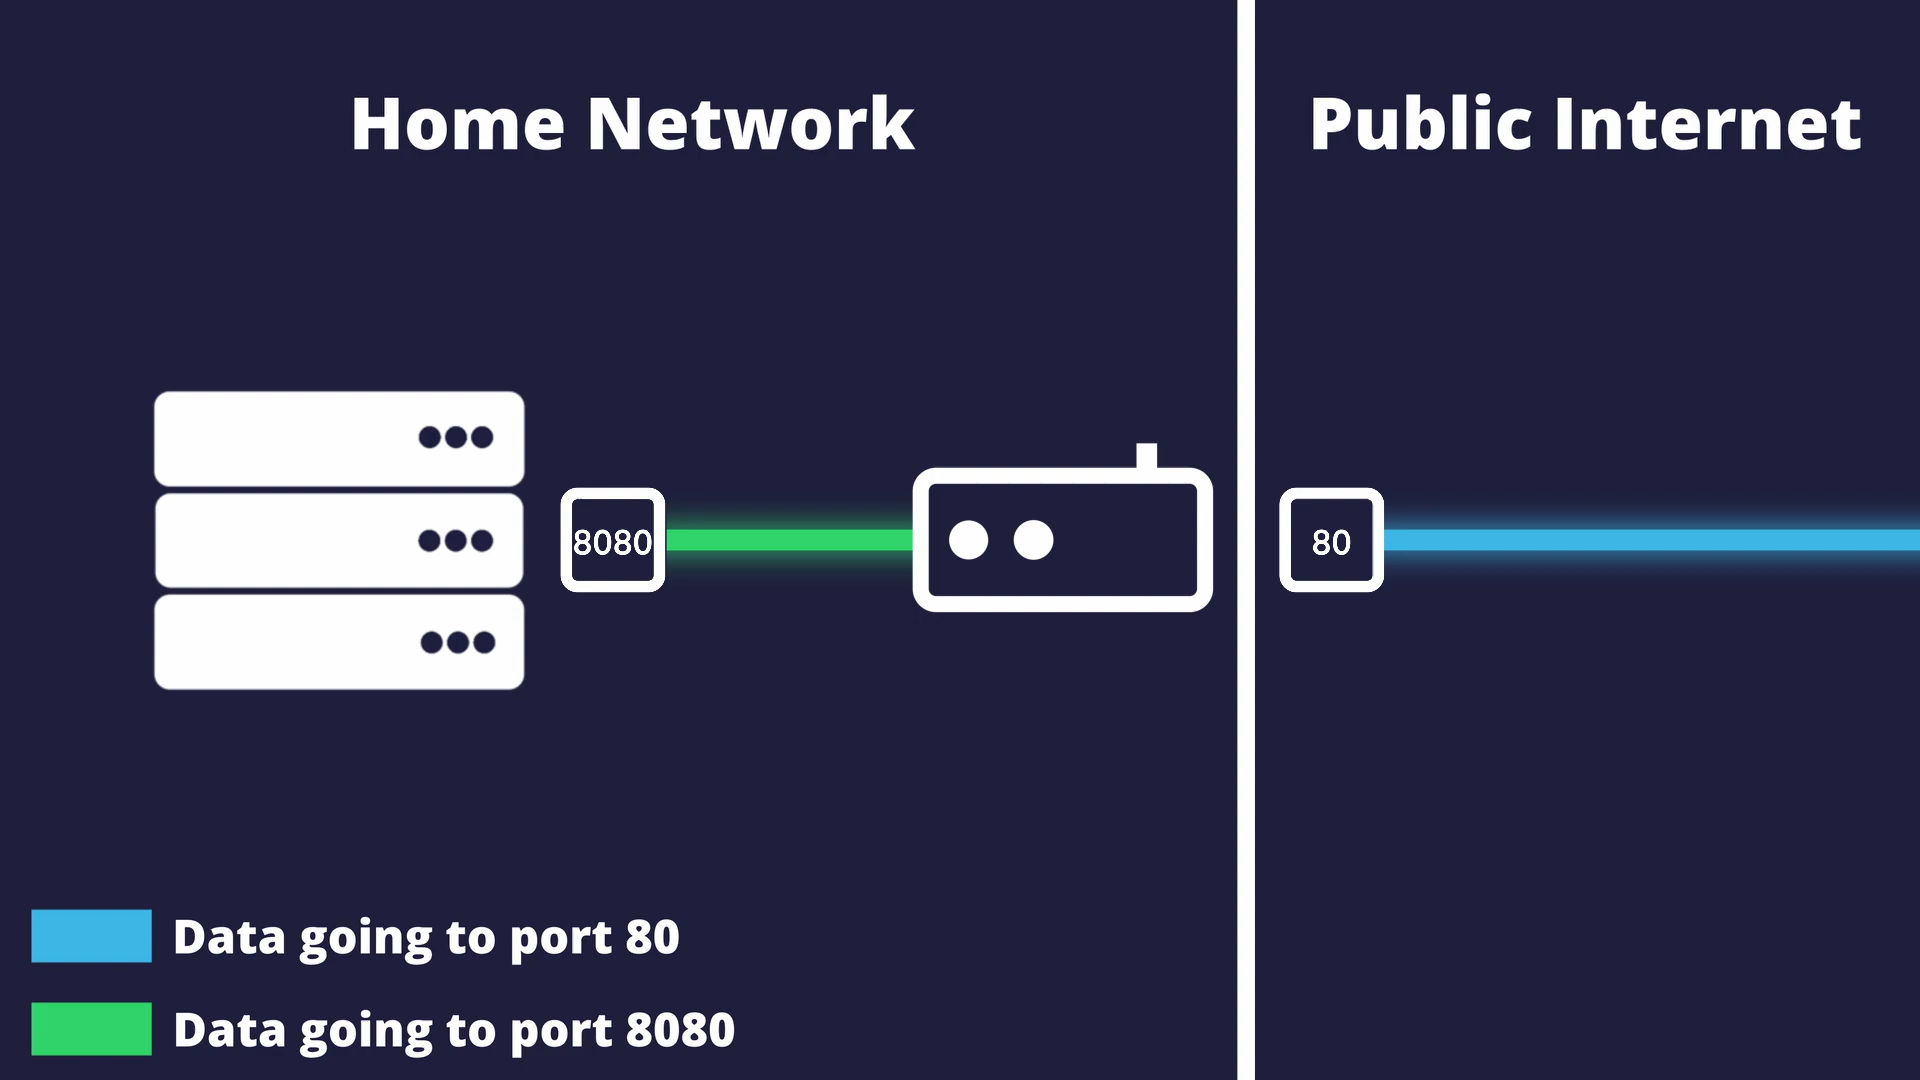 Home Network
Public Internet
8080
80
Data going to port 80
Data going to port 8080